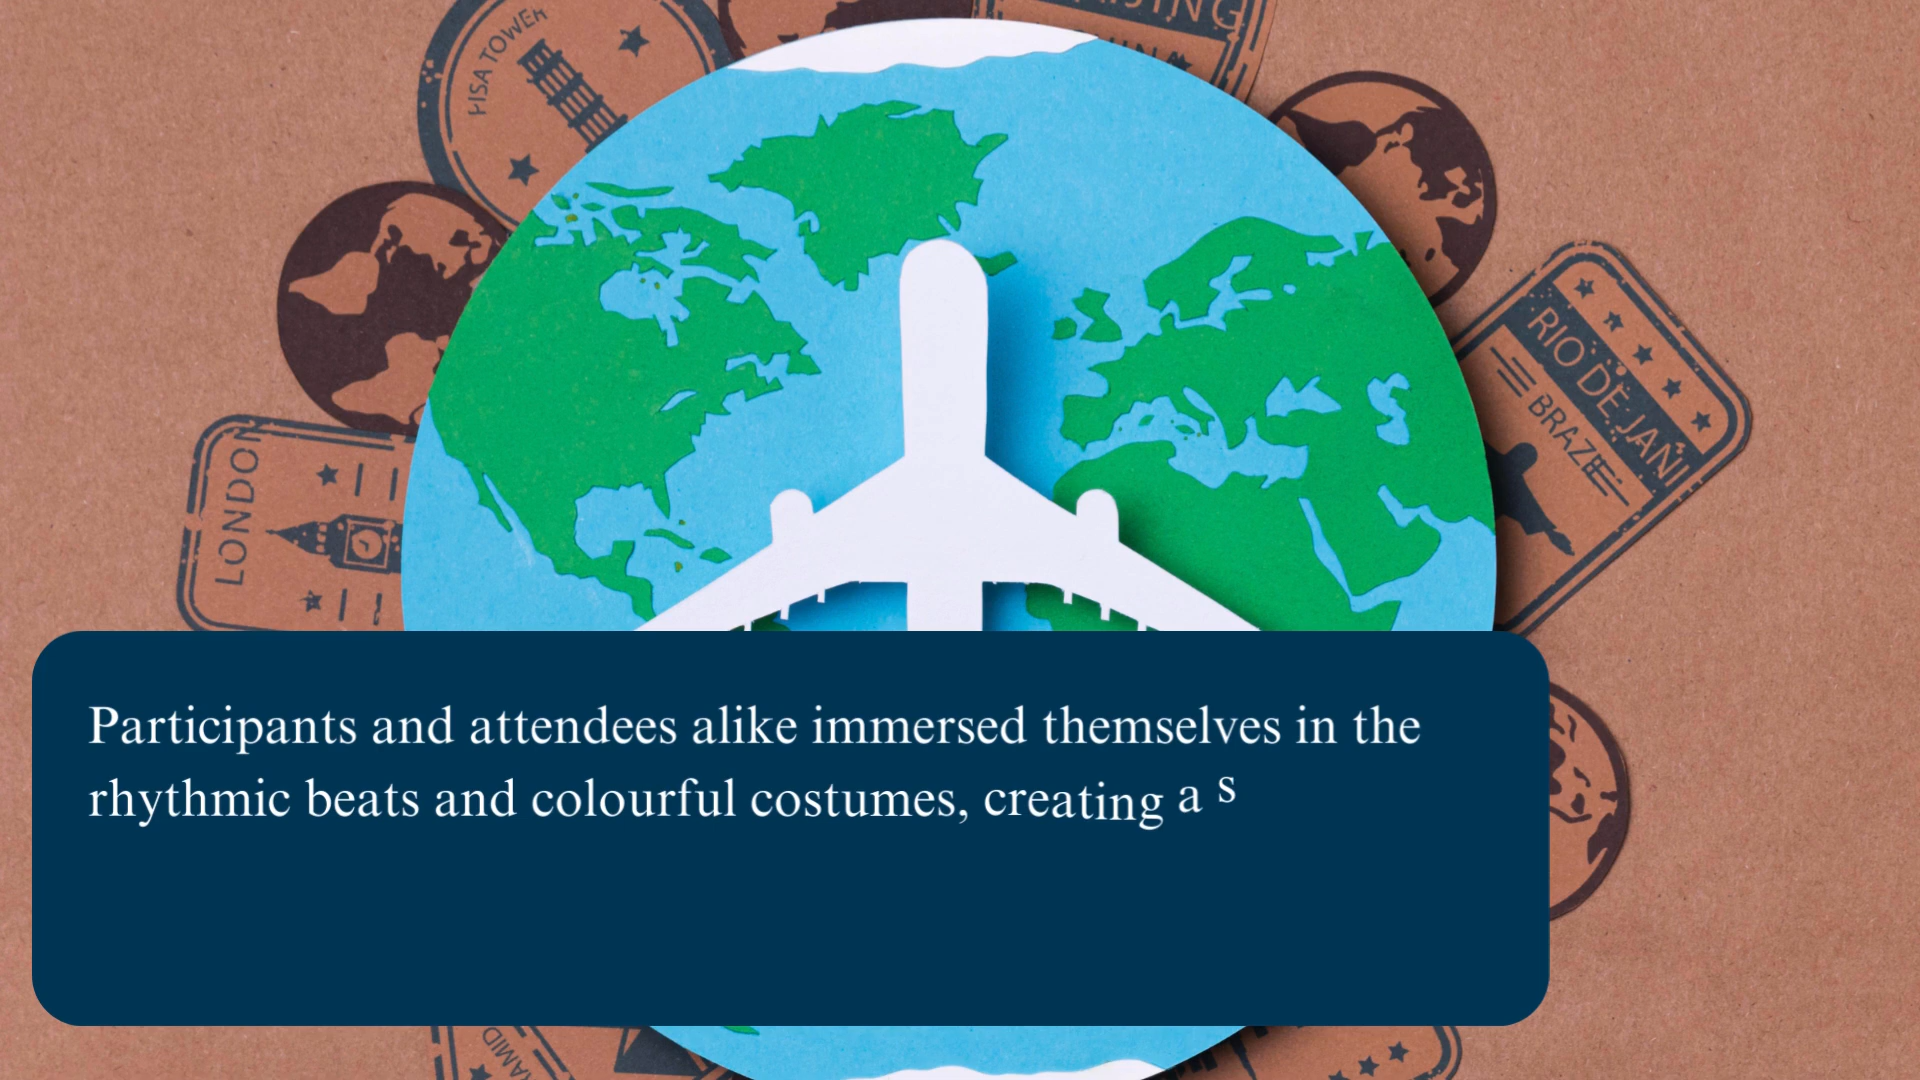 PISA TOWER
LONDON
RIO DE JANI
BRAZI
Participants and attendees alike immersed themselves in the
rhythmic beats and colourful costumes, creating a s